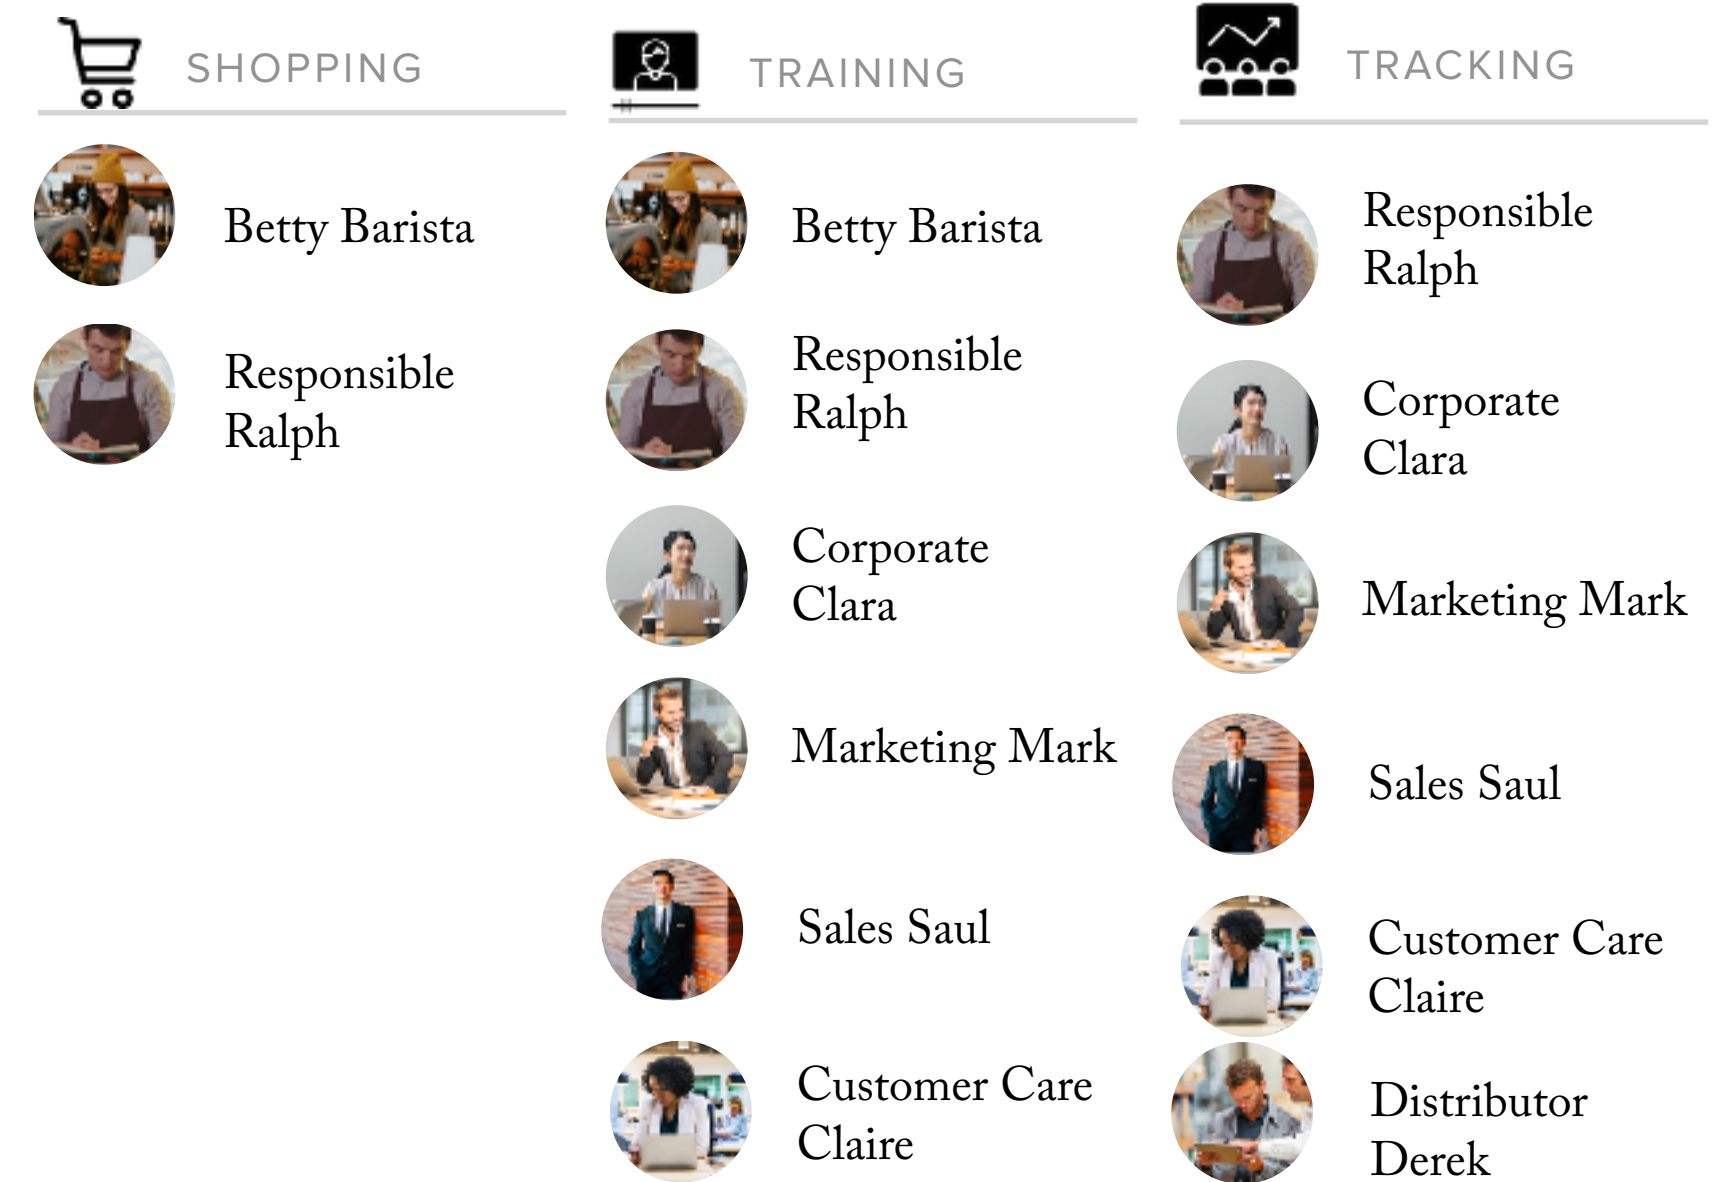 SHOPPING
Betty Barista
Responsible
Ralph
TRAINING
Betty Barista
Responsible
Ralph
Corporate
Clara
Marketing Mark
Sales Saul
Customer Care
Claire
TRACKING
Responsible
Ralph
Corporate
Clara
Marketing Mark
Sales Saul
Customer Care
Claire
Distributor
Derek